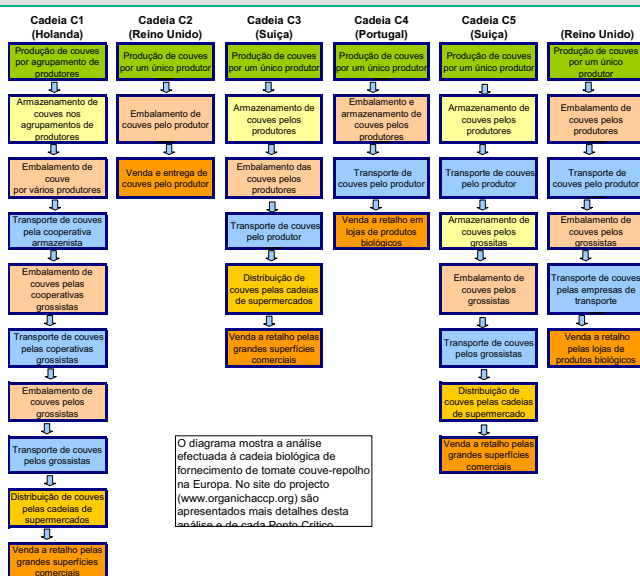 Cadeia C1
(Holanda)
Produção de couves
por agrupamento de
produtores
Armazenamento de
couves nos
agrupamentos de
produtores
Embalamento de
couve
por vários produtores
Transporte de couves
pela cooperativa
armazenista
Embalamento de
couves pelas
cooperativas
grossistas
Transporte de couves
pelas coperativas
grossistas
Embalamento de
couves pelos
grossistas
Transporte de couves
pelos grossistas
Distribuição de couves
pelas cadeias de
supermercados
Venda a retalho pelas
grandes superfícies
comerciais
Cadeia C2
(Reino Unido)
Produção de couves
por um único produtor
Embalamento de
couves pelo produtor
Venda e entrega de
couves pelo produtor
Cadeia C3
(Suiça)
Produção de couves
por um único produtor
Armazenamento de
couves pelos
produtores
Embalamento das
couves pelos
produtores
Transporte de couves
pelo produtor
Distribuição de
couves pelas cadeias
de supermercados
Venda a retalho pelas
grandes superfícies
comerciais
Cadeia C4
(Portugal)
Produção de couves
por um único produtor
Embalamento e
armazenamento de
couves pelos
produtores
Transporte de
couves pelo produtor
Venda a retalho em
lojas de produtos
biológicos
Cadeia C5
(Suiça)
Produção de couves
por um único produtor
Armazenamento de
couves pelos
produtores
Transporte de couves
pelo produtor
Armazenamento de
couves pelos
grossitas
Embalamento de
couves pelos
grossistas
Transporte de couves
pelos grossistas
Distribuição de
couves pelas cadeias
de supermercado
Venda a retalho pelas
grandes superfícies
comerciais
(Reino Unido)
Produção de couves
por um único
produtor
Embalamento de
couves pelos
produtores
Transporte de
couves pelo produtor
Embalamento de
couves pelos
grossistas
Transporte de couves
pelas empresas de
transporte
Venda a retalho
pelas lojas de
produtos biológicos
O diagrama mostra a análise
efectuada à cadeia biológica de
fornecimento de tomate couve-repolho
na Europa. No site do projecto
(www.organichaccp.org) são
apresentados mais detalhes desta
análise e de cada Ponto Crítico